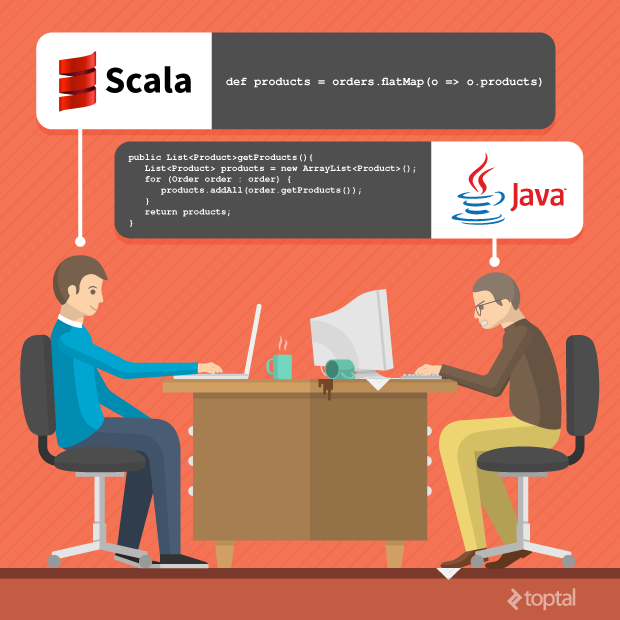 Scala
def products = orders.flatMap(o => o.products)
public List<Product>getProducts(){
List<Product> products = new ArrayList<Product>();
for (Order order : order) {
products.addAll(order.getProducts());
}
return products;
}
Java™
toptal